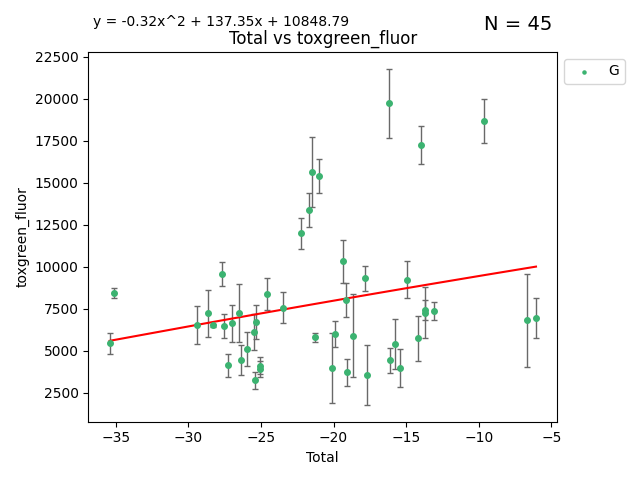 y = -0.32x^2 + 137.35x + 10848.79
N = 45
Total vs toxgreen_fluor
G
22500
20000
17500
15000
12500
10000
7500
5000
2500
toxgreen_fluor
−35
−30
−25
−20
−15
−10
−5
Total